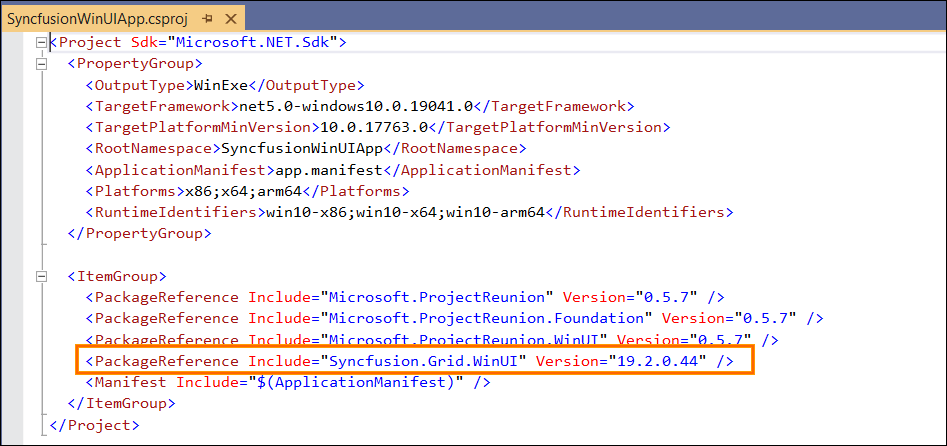 SyncfusionWinUIApp.csproj
<Project Sdk="Microsoft.NET.Sdk">
<PropertyGroup>
<OutputType>WinExe</OutputType>
<TargetFramework>net5.0-windows10.0.19041.0</TargetFramework>
<TargetPlatformMinVersion>10.0.17763.0</TargetPlatformMinVersion>
<RootNamespace>SyncfusionWinUIApp</RootNamespace>
<ApplicationManifest>app.manifest</ApplicationManifest>
<Platforms>x86;x64;arm64</Platforms>
<RuntimeIdentifiers>win10-x86;win10-x64;win10-arm64</RuntimeIdentifiers>
</PropertyGroup>
<ItemGroup>
<PackageReference Include="Microsoft.ProjectReunion" Version="0.5.7" />
<PackageReference Include="Microsoft.ProjectReunion.Foundation" Version="0.5.7" />
<PackageReference Include="Microsoft.ProjectReunion.WinUI" Version="0.5.7" />
<PackageReference Include="Syncfusion.Grid.WinUI" Version="19.2.0.44" />
<Manifest Include="$(ApplicationManifest)" />
</ItemGroup>
</Project>